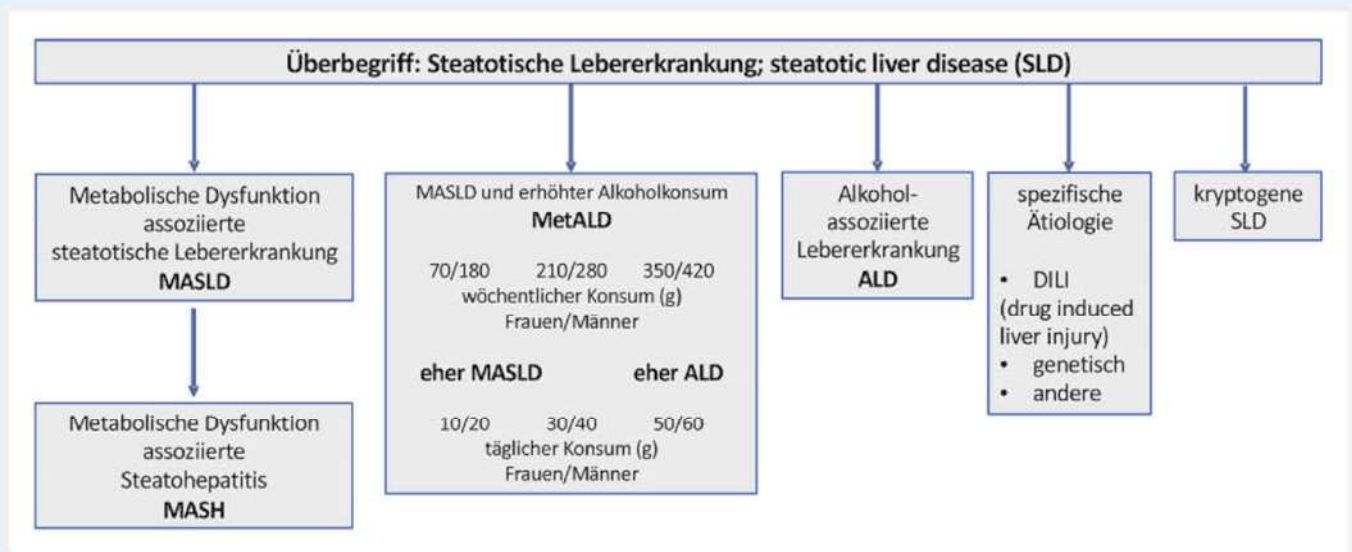 Überbegriff: Steatotische Lebererkrankung; steatotic liver disease (SLD)
Metabolische Dysfunktion
assoziierte
steatotische Lebererkrankung
MASLD
Metabolische Dysfunktion
assoziierte
Steatohepatitis
MASH
MASLD und erhöhter Alkoholkonsum
MetALD
70/180 210/280 350/420
wöchentlicher Konsum (g)
Frauen/Männer
eher MASLD eher ALD
10/20 30/40 50/60
täglicher Konsum (g)
Frauen/Männer
Alkohol-
assoziierte
Lebererkrankung
ALD
spezifische
Ätiologie
• DILI
(drug induced
liver injury)
• genetisch
• andere
kryptogene
SLD